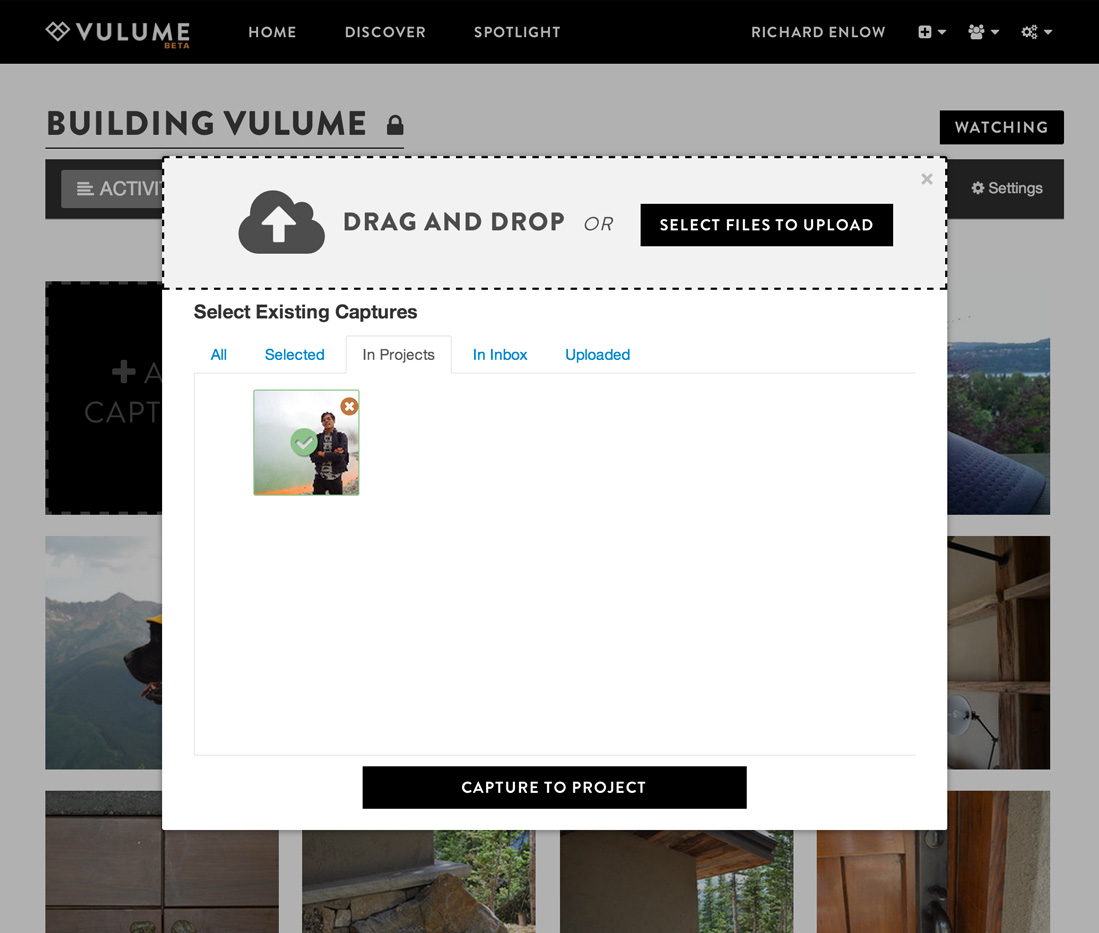 VULUME
BETA
HOME DISCOVER SPOTLIGHT RICHARD ENLOW
BUILDING VULUME
WATCHING
ACTIVI
Settings
×
DRAG AND DROP OR SELECT FILES TO UPLOAD
Select Existing Captures
All Selected In Projects In Inbox Uploaded
A
CAPT
CAPTURE TO PROJECT